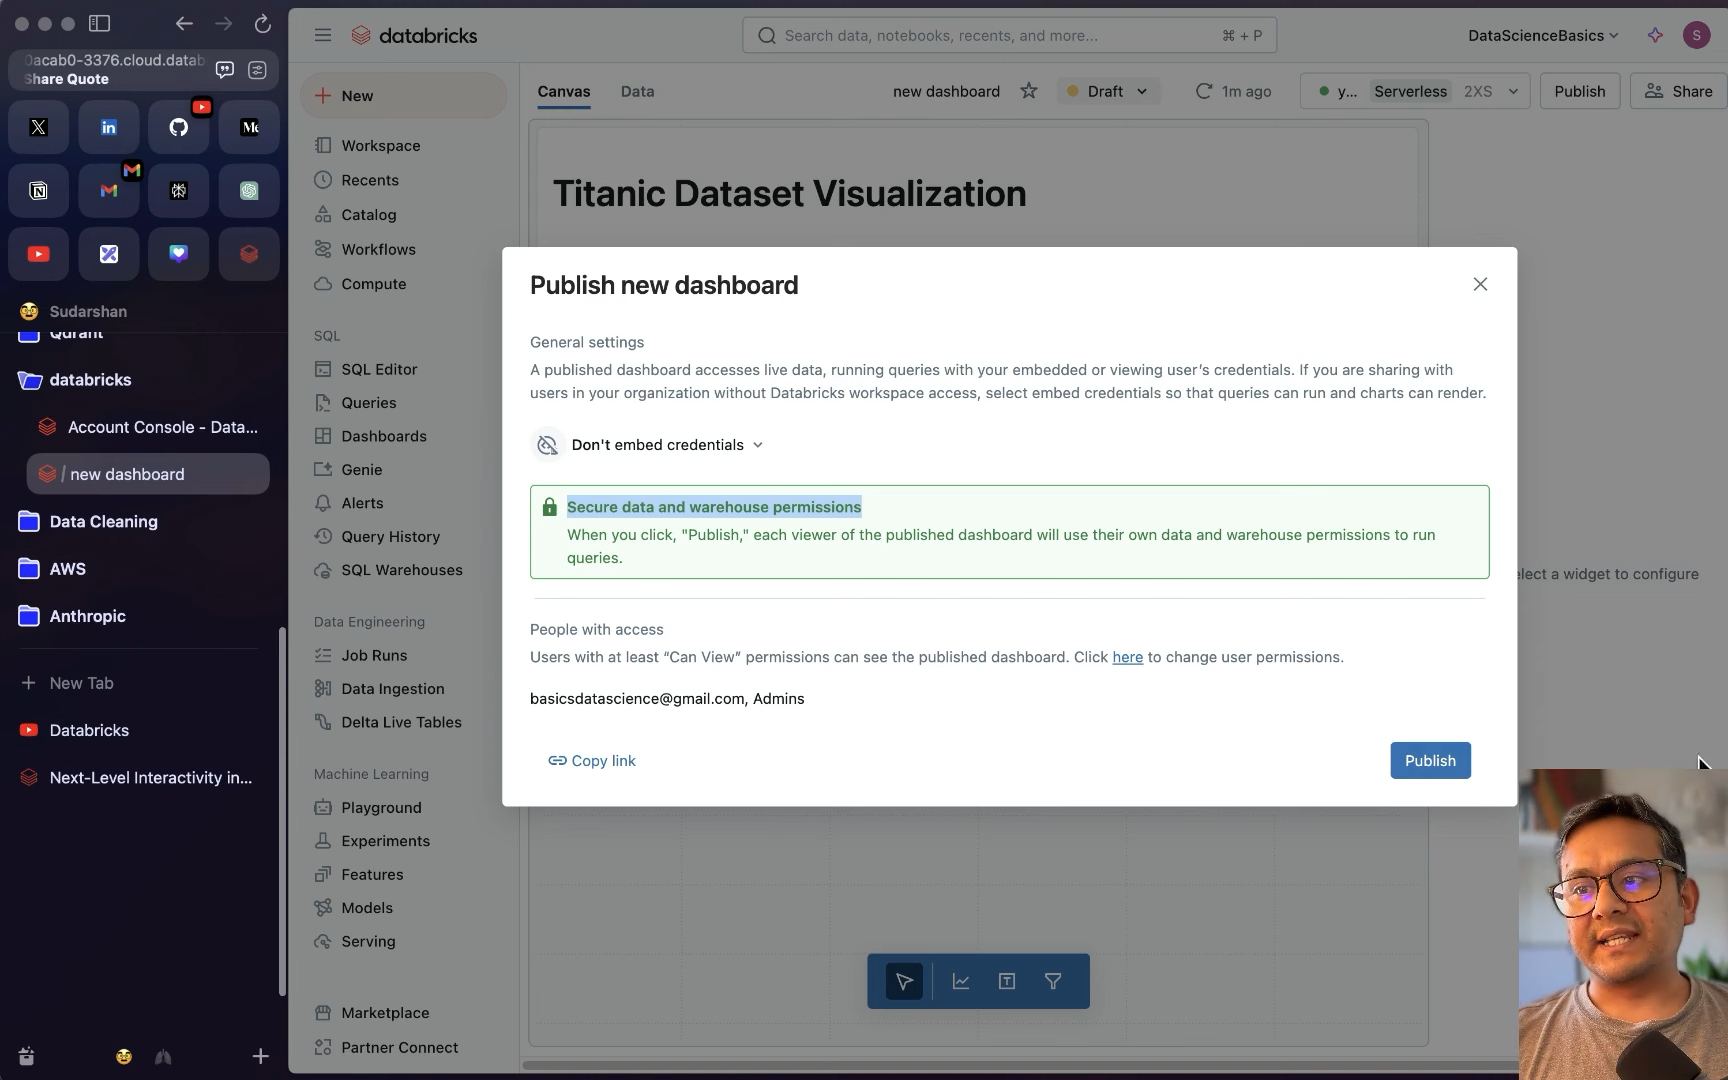 0acab0-3376.cloud.datab
Share Quote
Sudarshan
Qurant
databricks
Account Console - Data...
/ new dashboard
Data Cleaning
AWS
Anthropic
New Tab
Databricks
Next-Level Interactivity in...
databricks
Search data, notebooks, recents, and more...
⌘ + P
DataScienceBasics
S
New
Workspace
Recents
Catalog
Workflows
Compute
SQL
SQL Editor
Queries
Dashboards
Genie
Alerts
Query History
SQL Warehouses
Data Engineering
Job Runs
Data Ingestion
Delta Live Tables
Machine Learning
Playground
Experiments
Features
Models
Serving
Marketplace
Partner Connect
Canvas
Data
new dashboard
Draft
1m ago
y...
Serverless
2XS
Publish
Share
Titanic Dataset Visualization
Publish new dashboard
General settings
A published dashboard accesses live data, running queries with your embedded or viewing user's credentials. If you are sharing with
users in your organization without Databricks workspace access, select embed credentials so that queries can run and charts can render.
Don't embed credentials
Secure data and warehouse permissions
When you click, "Publish," each viewer of the published dashboard will use their own data and warehouse permissions to run
queries.
People with access
Users with at least “Can View” permissions can see the published dashboard. Click here to change user permissions.
basicsdatascience@gmail.com, Admins
Copy link
Publish
elect a widget to configure